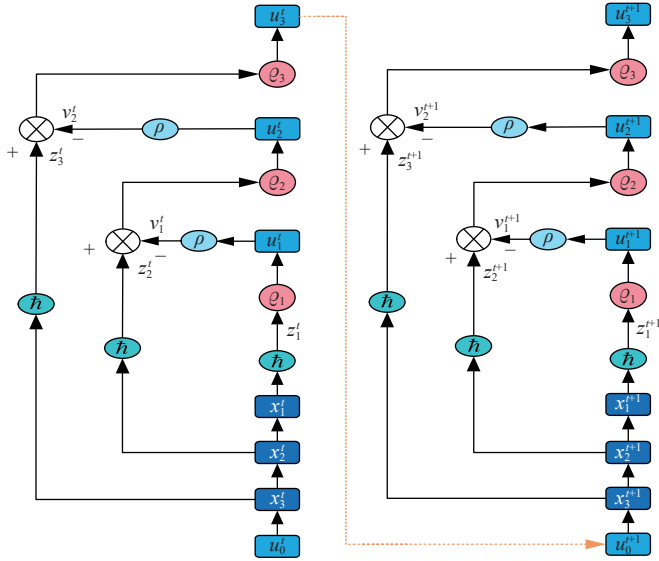 u_3^t
u_3^{t+1}
ϱ_3
ϱ_3
v_2^t
ρ
u_2^t
v_2^{t+1}
ρ
u_2^{t+1}
+
−
z_3^t
+
−
z_3^{t+1}
ϱ_2
ϱ_2
v_1^t
ρ
u_1^t
v_1^{t+1}
ρ
u_1^{t+1}
+
−
z_2^t
+
−
z_2^{t+1}
ħ
ϱ_1
ħ
ϱ_1
z_1^t
z_1^{t+1}
ħ
ħ
ħ
ħ
x_1^t
x_1^{t+1}
x_2^t
x_2^{t+1}
x_3^t
x_3^{t+1}
u_0^t
u_0^{t+1}